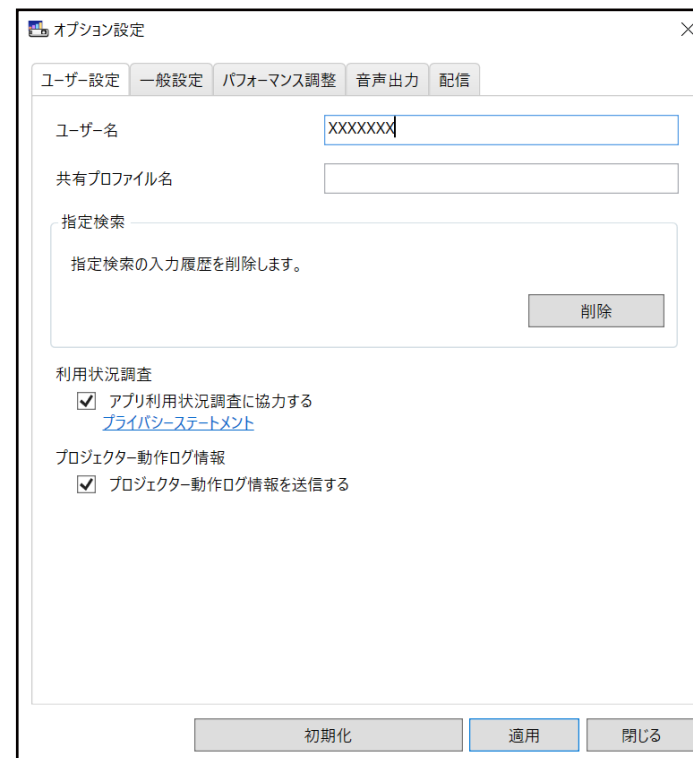 オプション設定
ユーザー設定 一般設定 パフォーマンス調整 音声出力 配信
ユーザー名 XXXXXXX
共有プロファイル名
指定検索
指定検索の入力履歴を削除します。
削除
利用状況調査
アプリ利用状況調査に協力する
プライバシーステートメント
プロジェクター動作ログ情報
プロジェクター動作ログ情報を送信する
初期化 適用 閉じる